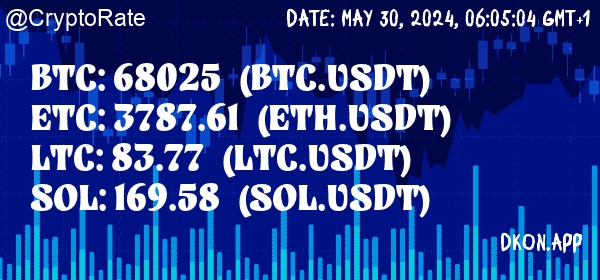 @CryptoRate
DATE: MAY 30, 2024, 06:05:04 GMT+1
BTC: 68025 (BTC.USDT)
ETC: 3787.61 (ETH.USDT)
LTC: 83.77 (LTC.USDT)
SOL: 169.58 (SOL.USDT)
DKON.APP